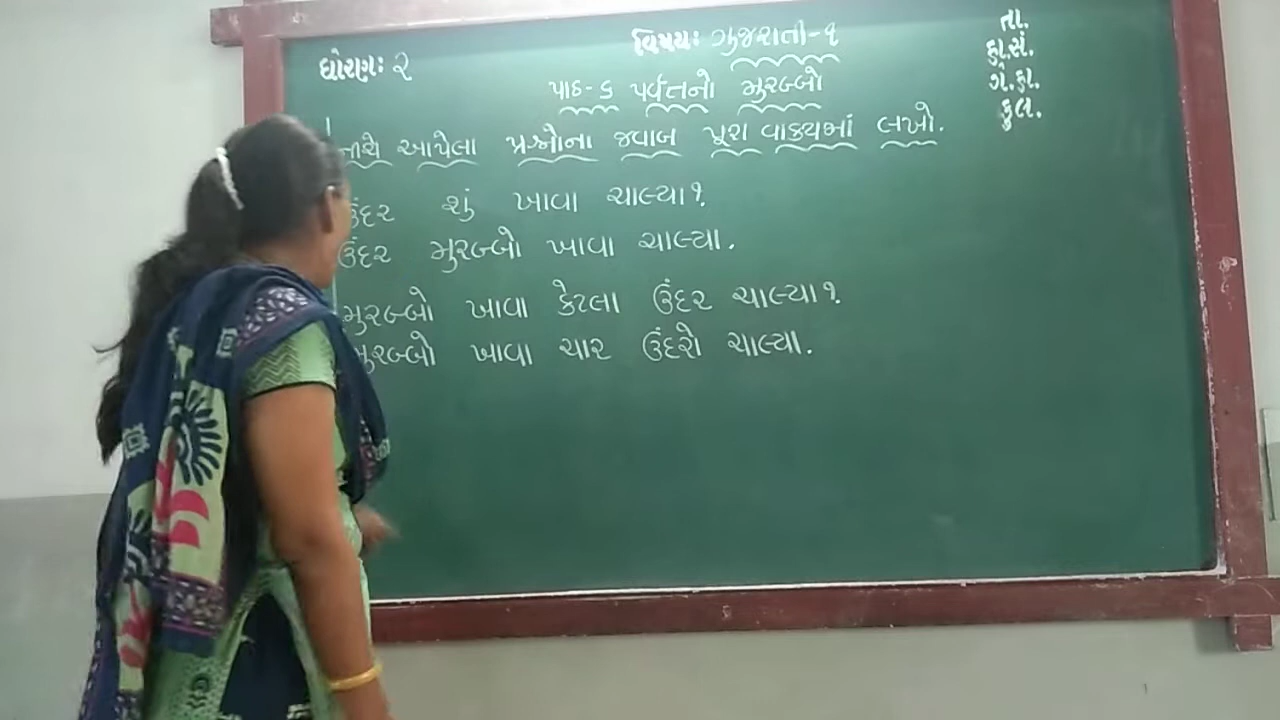 ધોરણઃ ૨
વિષયઃ ગુજરાતી-૧
પાઠ-૬ પર્વતનો મુરબ્બો
આપેલા પ્રશ્નોના જવાબ પૂરા વાક્યમાં લખો.
ઉંદર શું ખાવા ચાલ્યા?
ઉંદર મુરબ્બો ખાવા ચાલ્યા.
મુરબ્બો ખાવા કેટલા ઉંદર ચાલ્યા?
મુરબ્બો ખાવા ચાર ઉંદરો ચાલ્યા.
તા.
હા.સં.
ગે.હા.
કુલ.